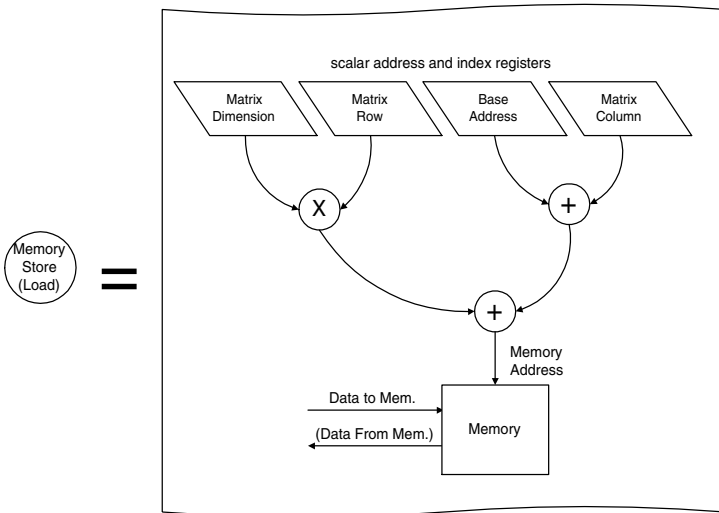 scalar address and index registers
Matrix
Dimension
Matrix
Row
Base
Address
Matrix
Column
X
+
Memory
Store
(Load)
=
+
Memory
Address
Data to Mem.
(Data From Mem.)
Memory